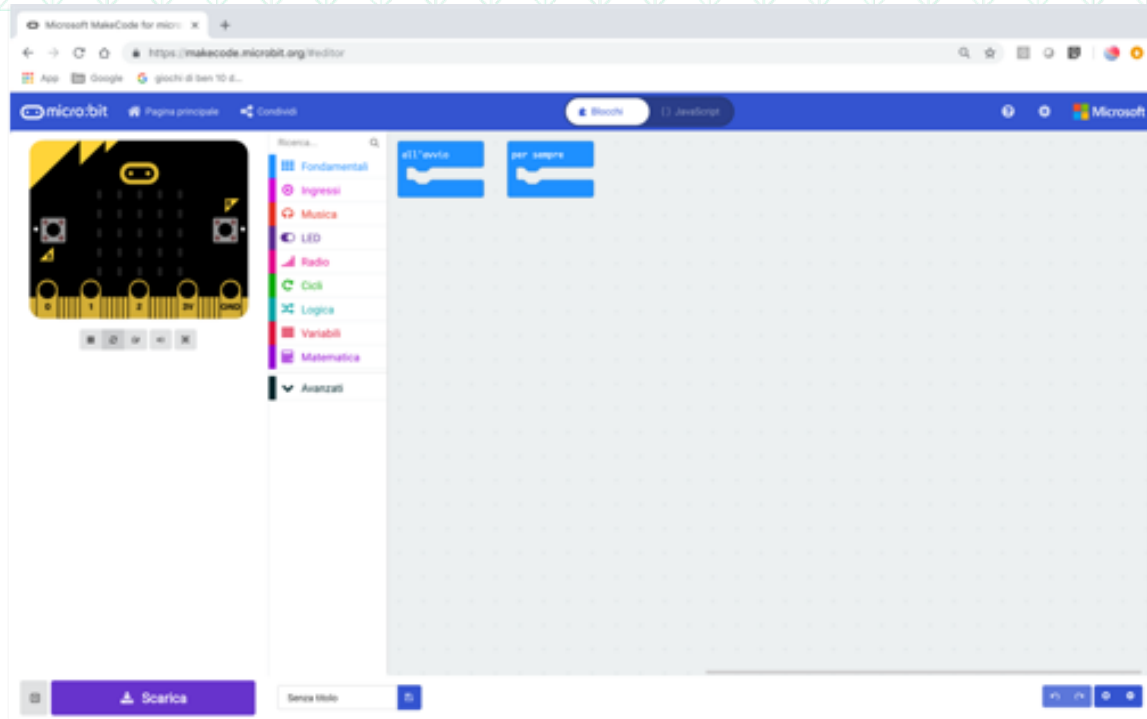 Microsoft MakeCode for micro
https://makecode.microbit.org/#editor
App Google giochi di ben 10 d...
micro:bit Pagina principale Condividi Blocchi {} JavaScript Microsoft
Ricerca...
Fondamentali
Ingressi
Musica
LED
Radio
Cicli
Logica
Variabili
Matematica
Avanzati
all'avvio per sempre
B
A
0 1 2 3V GND
Scarica
Senza titolo